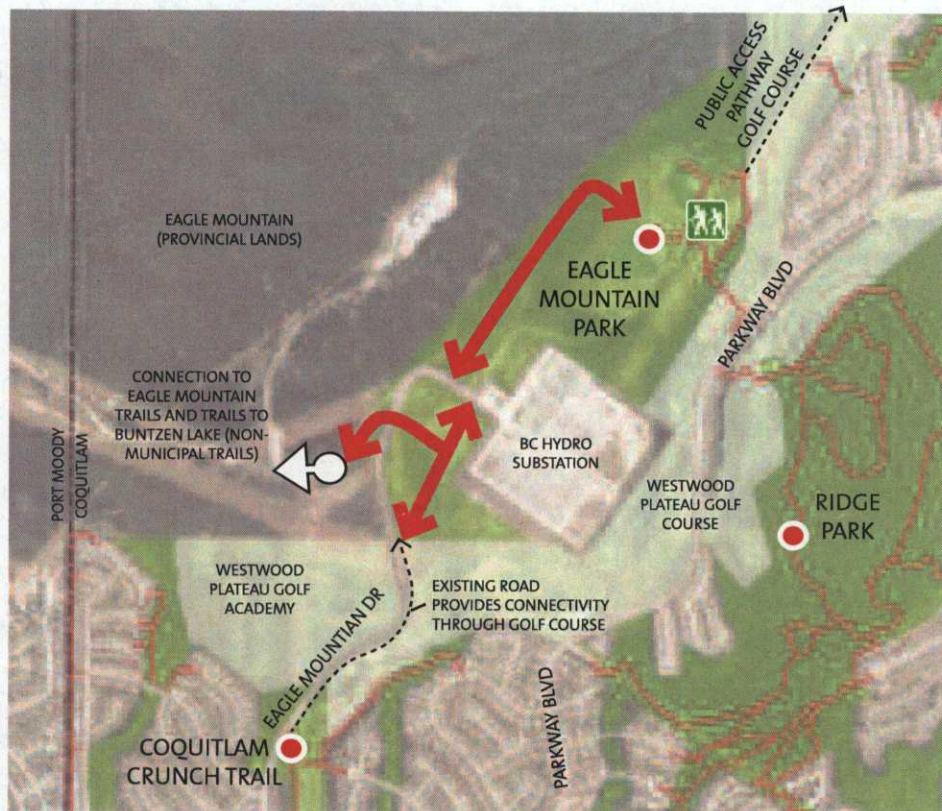 PUBLIC ACCESS
PATHWAY
GOLF COURSE
EAGLE MOUNTAIN
(PROVINCIAL LANDS)
EAGLE
MOUNTAIN
PARK
PARKWAY BLVD
CONNECTION TO
EAGLE MOUNTAIN
TRAILS AND TRAILS TO
BUNTZEN LAKE (NON-
MUNICIPAL TRAILS)
BC HYDRO
SUBSTATION
PORT MOODY
COQUITLAM
WESTWOOD
PLATEAU GOLF
COURSE
RIDGE
PARK
WESTWOOD
PLATEAU GOLF
ACADEMY
EXISTING ROAD
PROVIDES CONNECTIVITY
THROUGH GOLF COURSE
EAGLE MOUNTIAN DR
PARKWAY BLVD
COQUITLAM
CRUNCH TRAIL